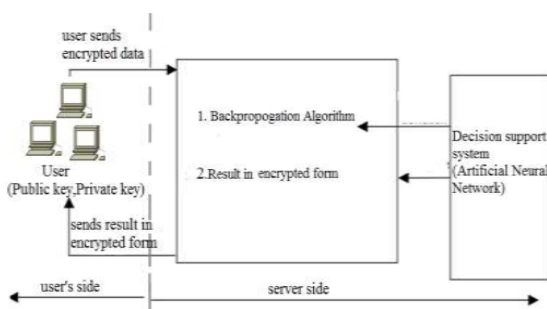 user sends
encrypted data
1. Backpropogation Algorithm
2.Result in encrypted form
Decision support
system
(Artificial Neural
Network)
User
(Public key,Private key)
sends result in
encrypted form
user's side
server side